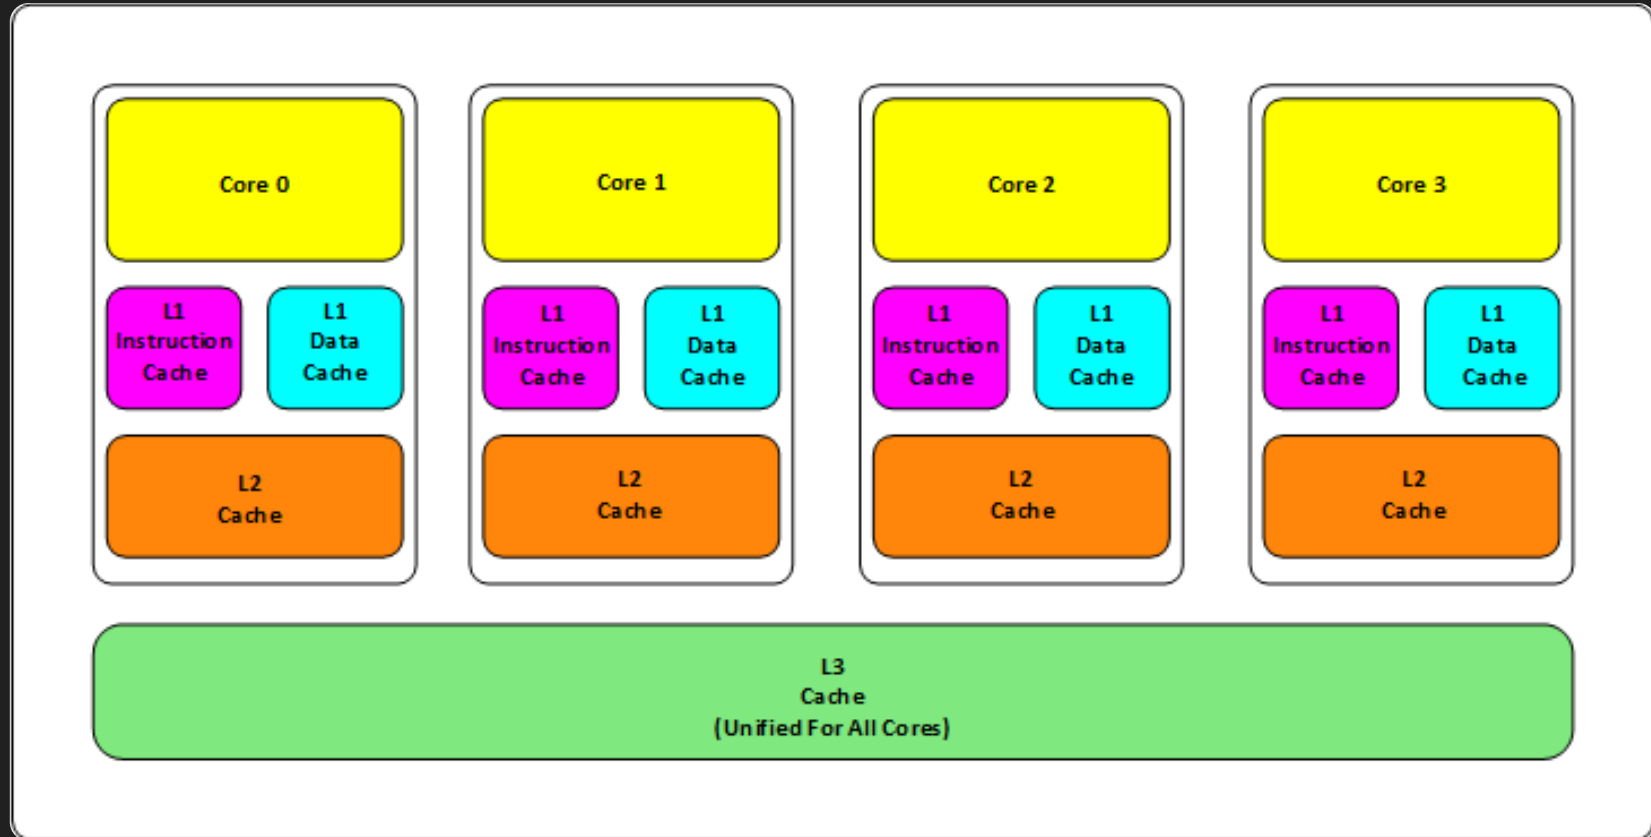 Core 0
Core 1
Core 2
Core 3
L1
Instruction
Cache
L1
Data
Cache
L1
Instruction
Cache
L1
Data
Cache
L1
Instruction
Cache
L1
Data
Cache
L1
Instruction
Cache
L1
Data
Cache
L2
Cache
L2
Cache
L2
Cache
L2
Cache
L3
Cache
(Unified For All Cores)